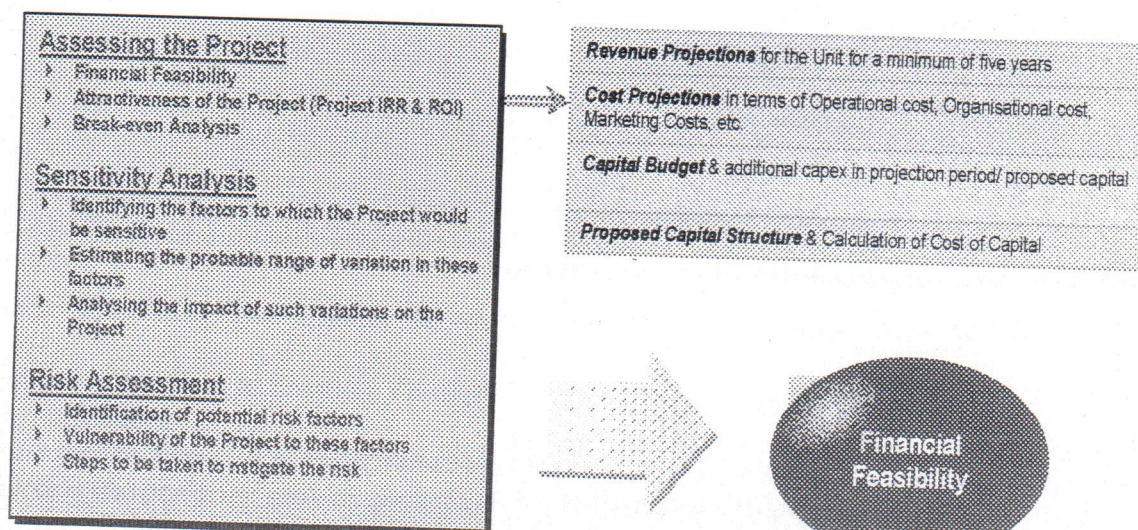 Assessing the Project
Financial Feasibility
Attractiveness of the Project (Project IRR & ROI)
Break-even Analysis
Sensitivity Analysis
Identifying the factors to which the Project would
be sensitive
Estimating the probable range of variation in these
factors
Analysing the impact of such variations on the
Project
Risk Assessment
Identification of potential risk factors
Vulnerability of the Project to these factors
Steps to be taken to mitigate the risk
Revenue Projections for the Unit for a minimum of five years
Cost Projections in terms of Operational cost, Organisational cost,
Marketing Costs, etc.
Capital Budget & additional capex in projection period/ proposed capital
Proposed Capital Structure & Calculation of Cost of Capital
Financial
Feasibility